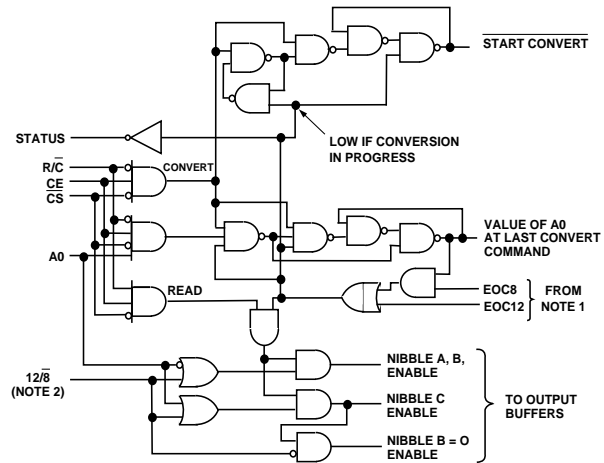 START CONVERT
STATUS
LOW IF CONVERSION
IN PROGRESS
R/C
CONVERT
CE
CS
VALUE OF A0
AT LAST CONVERT
COMMAND
A0
READ
EOC8
EOC12
FROM
NOTE 1
NIBBLE A, B,
ENABLE
12/8
(NOTE 2)
NIBBLE C
ENABLE
TO OUTPUT
BUFFERS
NIBBLE B = O
ENABLE